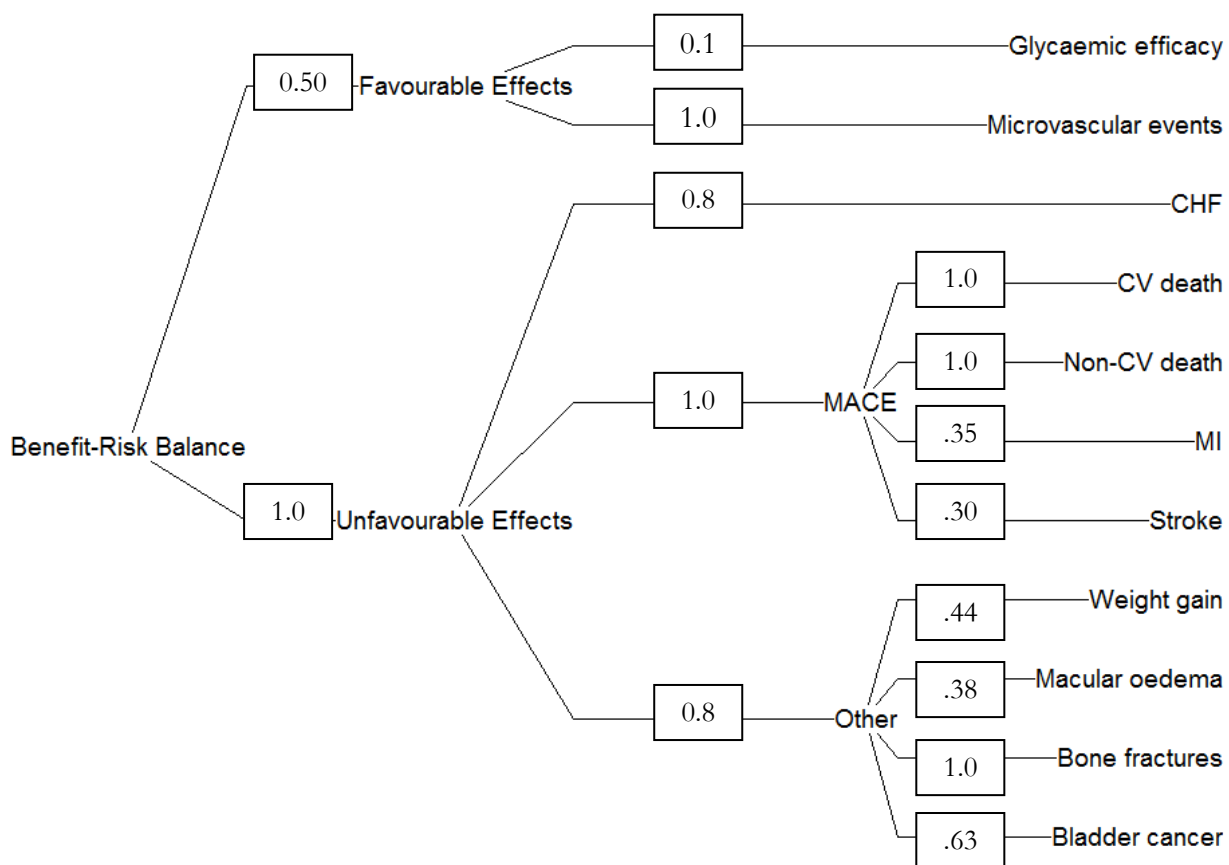 0.1
Glycaemic efficacy
0.50
Favourable Effects
1.0
Microvascular events
0.8
CHF
1.0
CV death
1.0
Non-CV death
1.0
MACE
.35
MI
Benefit-Risk Balance
1.0
Unfavourable Effects
.30
Stroke
.44
Weight gain
.38
Macular oedema
0.8
Other
1.0
Bone fractures
.63
Bladder cancer